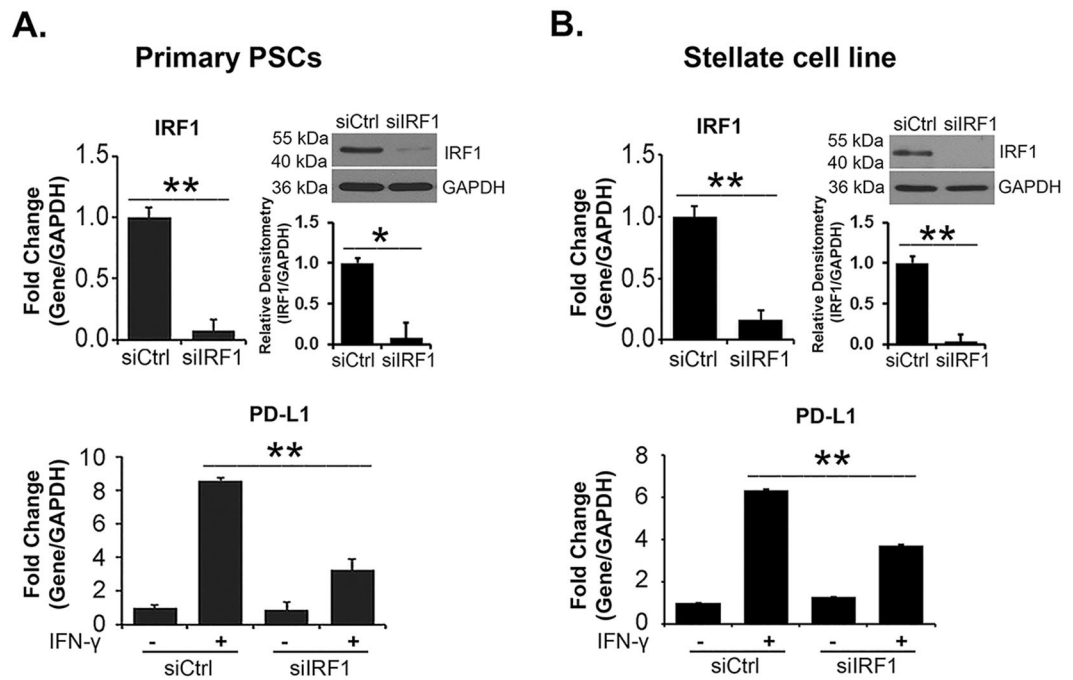 A.
Primary PSCs
IRF1
Fold Change
(Gene/GAPDH)
1.5
1.0
0.5
0.0
**
siCtrl siIRF1
siCtrl siIRF1
55 kDa
40 kDa
IRF1
36 kDa
GAPDH
Relative Densitometry
(IRF1/GAPDH)
1.5
1.0
0.5
0.0
*
siCtrl siIRF1
PD-L1
Fold Change
(Gene/GAPDH)
10
8
6
4
2
0
**
IFN-γ - + - +
siCtrl siIRF1
B.
Stellate cell line
IRF1
Fold Change
(Gene/GAPDH)
1.5
1.0
0.5
0.0
**
siCtrl siIRF1
siCtrl siIRF1
55 kDa
40 kDa
IRF1
36 kDa
GAPDH
Relative Densitometry
(IRF1/GAPDH)
1.5
1.0
0.5
0.0
**
siCtrl siIRF1
PD-L1
Fold Change
(Gene/GAPDH)
8
6
4
2
0
**
IFN-γ - + - +
siCtrl siIRF1